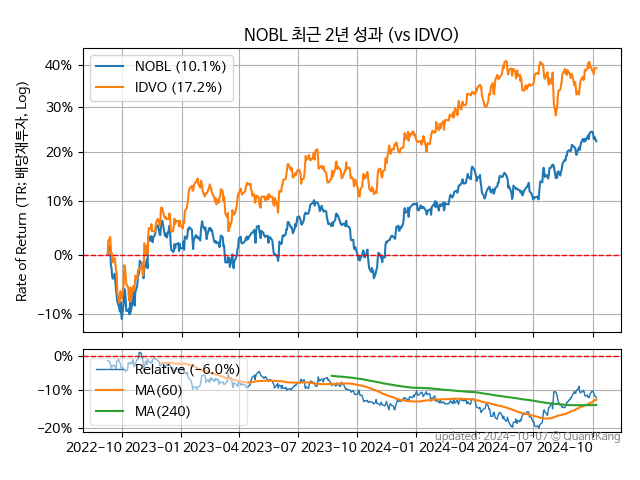 NOBL 최근 2년 성과 (vs IDVO)
Rate of Return (TR: 배당재투자, Log)
40%
30%
20%
10%
0%
−10%
NOBL (10.1%)
IDVO (17.2%)
0%
−10%
−20%
Relative (−6.0%)
MA(60)
MA(240)
2022-10 2023-01 2023-04 2023-07 2023-10 2024-01 2024-04 2024-07 2024-10
updated: 2024-10-07 © QuantKang